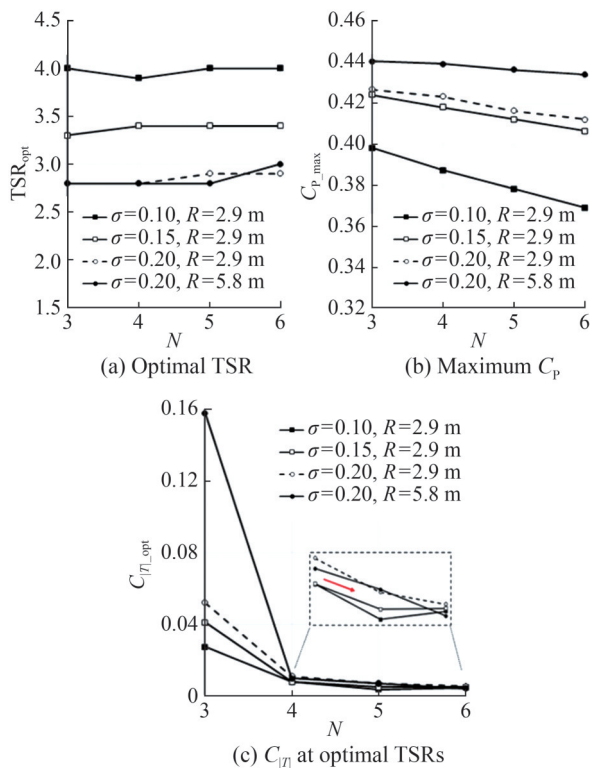 4.5
4.0
3.5
3.0
2.5
2.0
1.5
TSR_opt
σ=0.10, R=2.9 m
σ=0.15, R=2.9 m
σ=0.20, R=2.9 m
σ=0.20, R=5.8 m
3 4 5 6
N
(a) Optimal TSR
0.46
0.44
0.42
0.40
0.38
0.36
0.34
0.32
C_P_max
σ=0.10, R=2.9 m
σ=0.15, R=2.9 m
σ=0.20, R=2.9 m
σ=0.20, R=5.8 m
3 4 5 6
N
(b) Maximum C_P
0.16
0.12
0.08
0.04
0
C_|T|_opt
σ=0.10, R=2.9 m
σ=0.15, R=2.9 m
σ=0.20, R=2.9 m
σ=0.20, R=5.8 m
3 4 5 6
N
(c) C_|T| at optimal TSRs